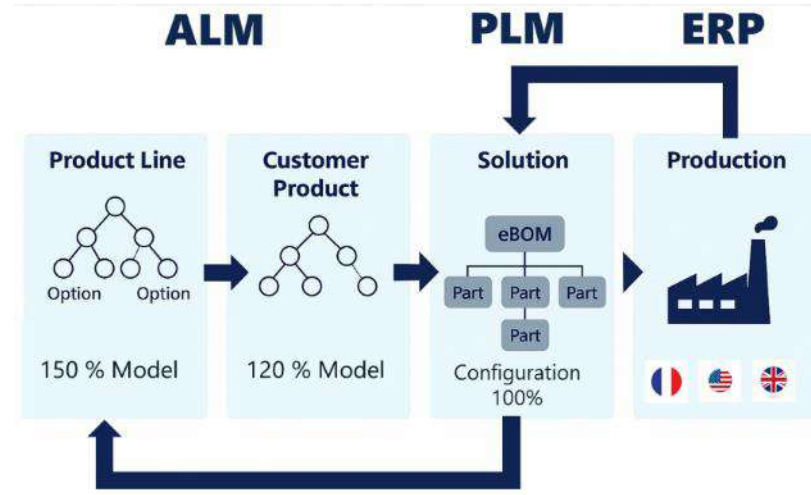 ALM
PLM
ERP
Product Line
Option
Option
150 % Model
Customer
Product
120 % Model
Solution
eBOM
Part
Part
Part
Part
Configuration
100%
Production